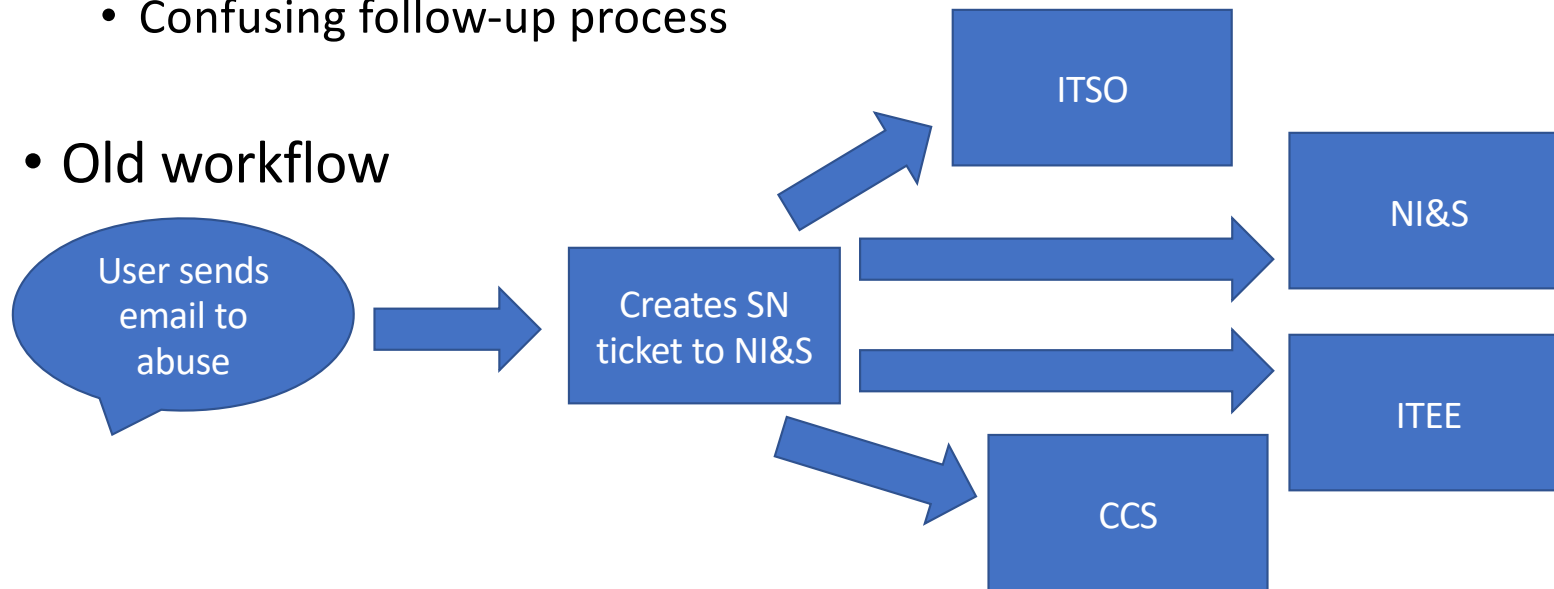 • Confusing follow-up process
• Old workflow
User sends
email to
abuse
Creates SN
ticket to NI&S
ITSO
NI&S
ITEE
CCS